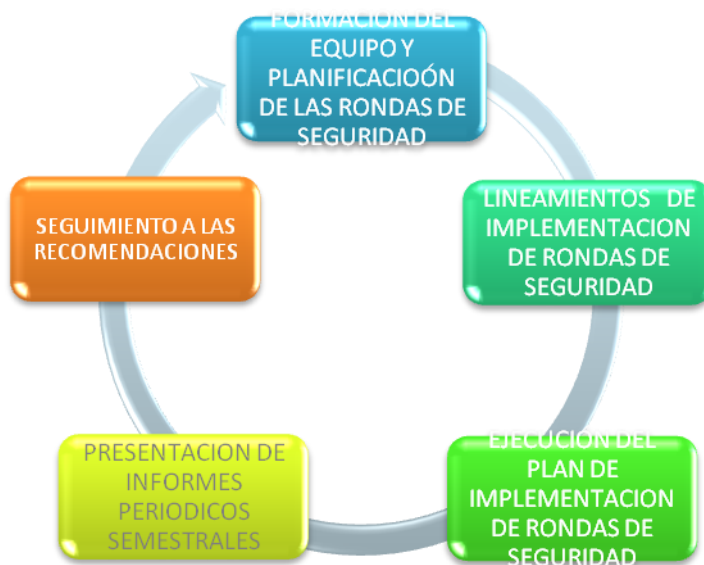 FORMACION DEL
EQUIPO Y
PLANIFICACIOÓN
DE LAS RONDAS DE
SEGURIDAD
LINEAMIENTOS DE
IMPLEMENTACION
DE RONDAS DE
SEGURIDAD
EJECUCION DEL
PLAN DE
IMPLEMENTACION
DE RONDAS DE
SEGURIDAD
PRESENTACION DE
INFORMES
PERIODICOS
SEMESTRALES
SEGUIMIENTO A LAS
RECOMENDACIONES